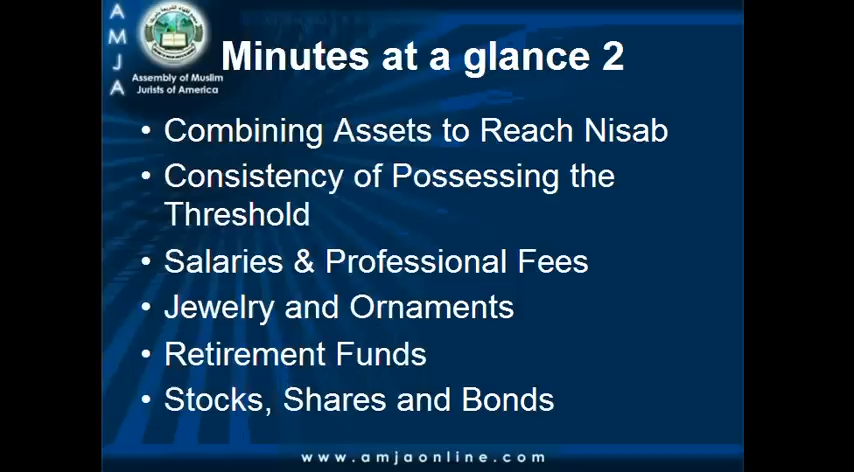 A
M
J
A
Assembly of Muslim
Jurists of America
Minutes at a glance 2
• Combining Assets to Reach Nisab
• Consistency of Possessing the
Threshold
• Salaries & Professional Fees
• Jewelry and Ornaments
• Retirement Funds
• Stocks, Shares and Bonds
www.amjaonline.com